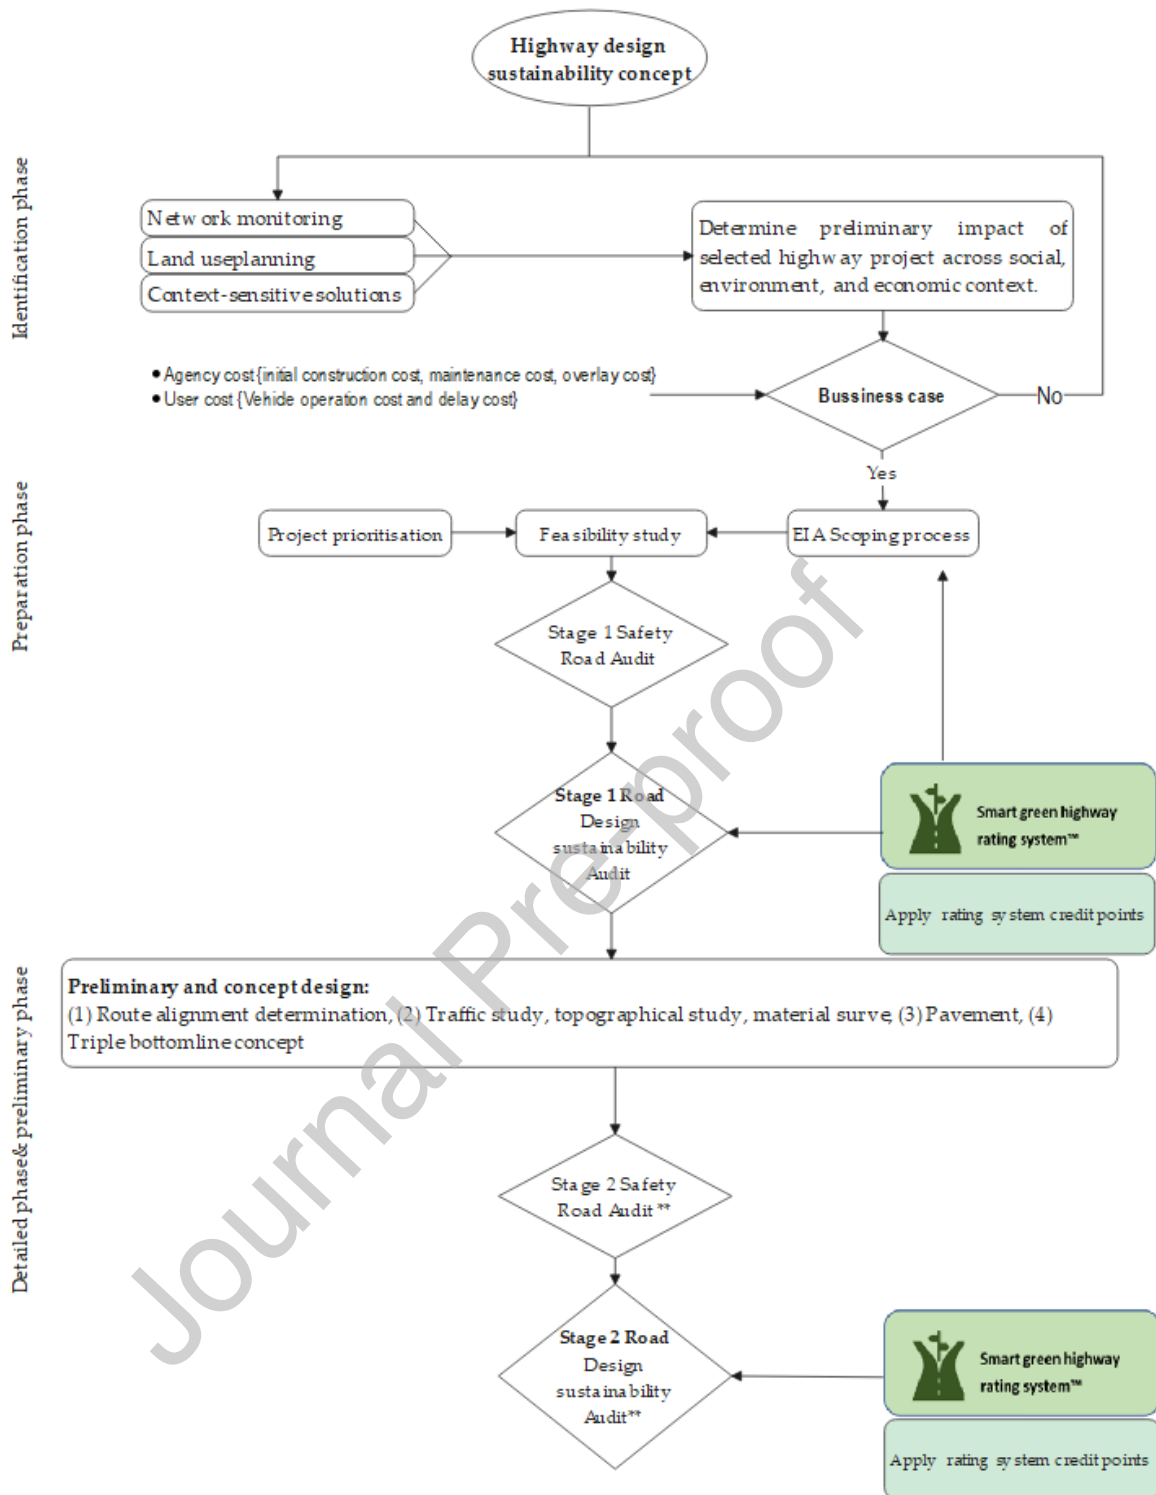 Highway design
sustainability concept
Identification phase
Network monitoring
Land useplanning
Context-sensitive solutions
Determine preliminary impact of
selected highway project across social,
environment, and economic context.
• Agency cost {initial construction cost, maintenance cost, overlay cost}
• User cost {Vehide operation cost and delay cost}
Bussiness case
No
Yes
Preparation phase
Project prioritisation
Feasibility study
EIA Scoping process
Stage 1 Safety
Road Audit
Stage 1 Road
Design
sustainability
Audit
Smart green highway
rating system™
Apply rating system credit points
Detailed phase& preliminary phase
Preliminary and concept design:
(1) Route alignment determination, (2) Traffic study, topographical study, material surve, (3) Pavement, (4)
Triple bottomline concept
Stage 2 Safety
Road Audit **
Stage 2 Road
Design
sustainability
Audit**
Smart green highway
rating system™
Apply rating system credit points
Journal Pre-proof